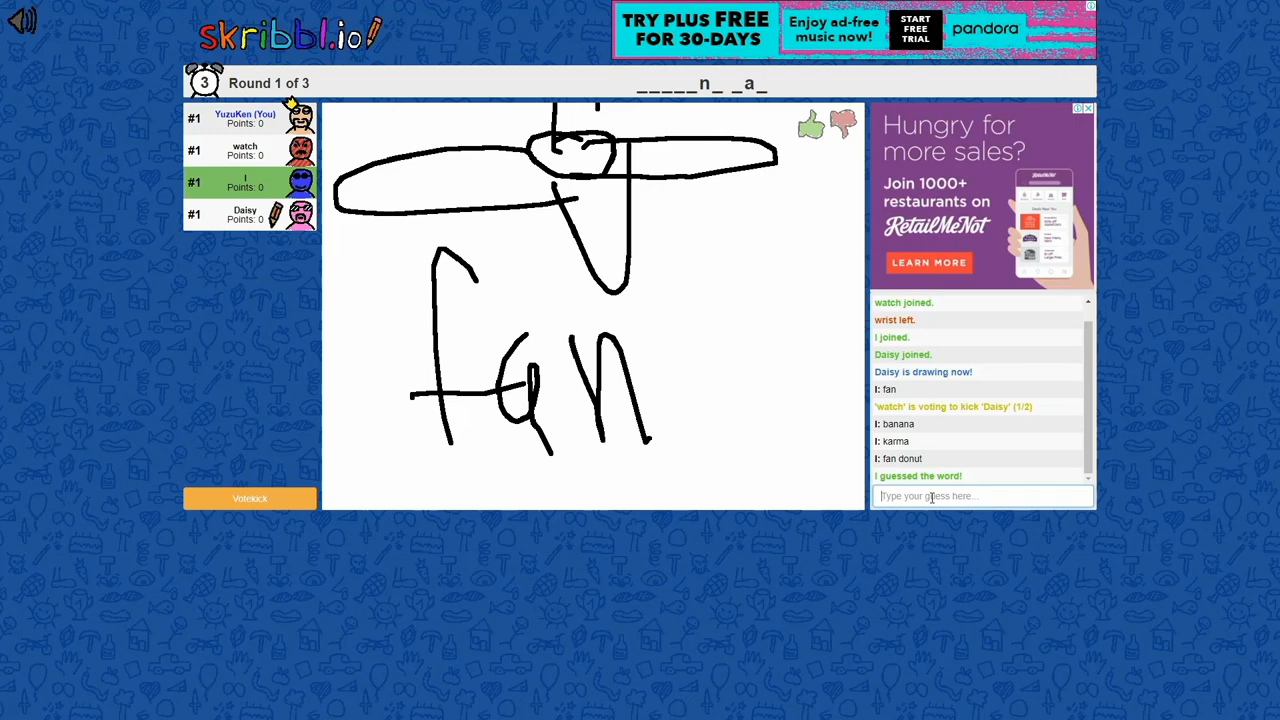 skribbl.io
TRY PLUS FREE
FOR 30-DAYS
Enjoy ad-free
music now!
START
FREE
TRIAL
pandora
3
Round 1 of 3
_____n_ _a_
#1
YuzuKen (You)
Points: 0
#1
watch
Points: 0
#1
I
Points: 0
#1
Daisy
Points: 0
fan
Votekick
Hungry for
more sales?
Join 1000+
restaurants on
RetailMeNot
LEARN MORE
watch joined.
wrist left.
I joined.
Daisy joined.
Daisy is drawing now!
I: fan
'watch' is voting to kick 'Daisy' (1/2)
I: banana
I: karma
I: fan donut
I guessed the word!
Type your guess here...